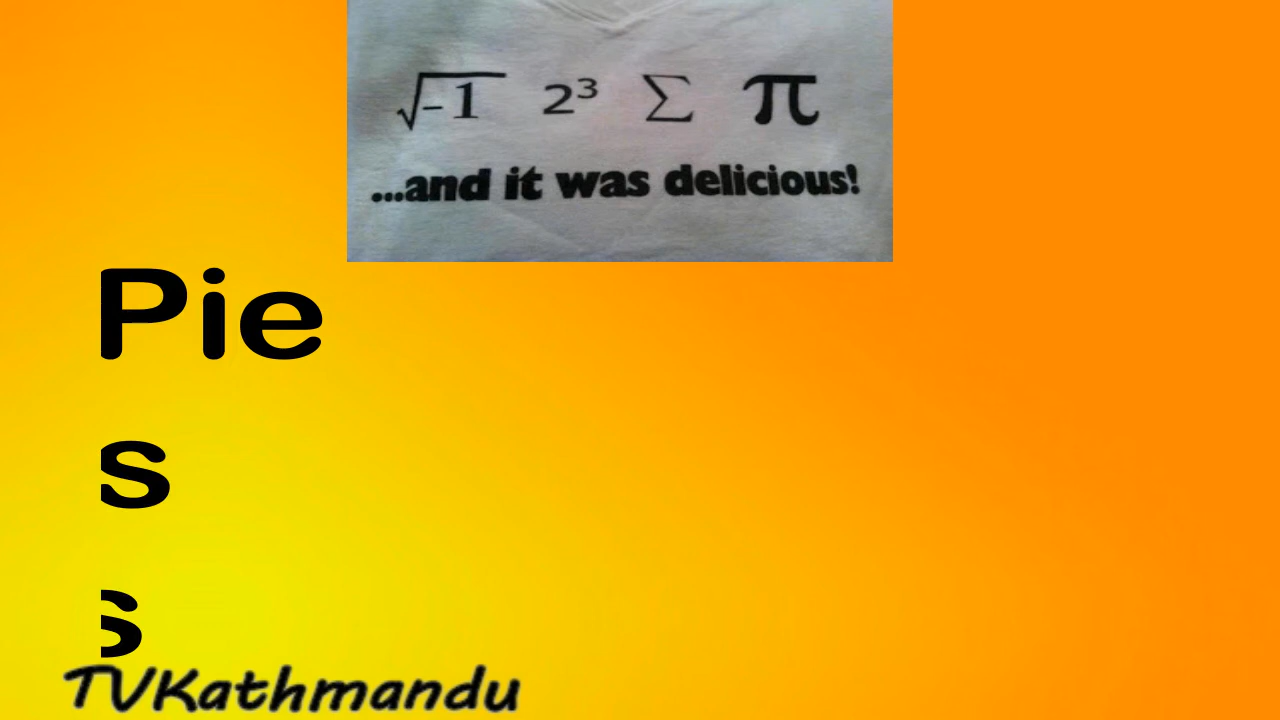 √-1 2³ ∑ π
...and it was delicious!
Pie
s
s
TVKathmandu